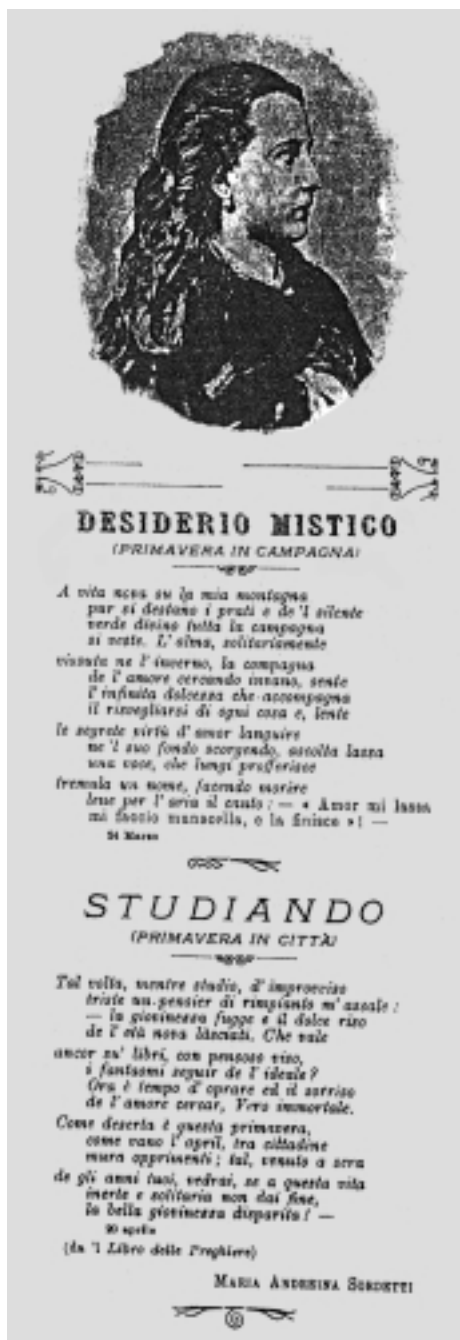 DESIDERIO MISTICO
(PRIMAVERA IN CAMPAGNA)
A vita nova su la mia montagna
pur si destano i prati e de 'l silente
verde divino tutta la campagna
si veste. L' alma, solitariamente
vissuta ne l' inverno, la compagna
de l' amore cercando invano, sente
l' infinita dolcezza che accompagna
il risvegliarsi di ogni cosa e, lente
le segrete virtù d' amor languire
ne 'l suo fondo scorgendo, ascolta lassa
una voce, che lungi profferisce
tremula un nome, facendo morire
lene per l' aria il canto : — « Amor mi lassa
mi faccio monacella, e la finisce » ! —
24 Marzo
STUDIANDO
(PRIMAVERA IN CITTÀ)
Tal volta, mentre studio, d' improvviso
triste un pensier di rimpianto m' assale :
— la giovinezza fugge e il dolce riso
de l' età nova lasciati. Che vale
ancor su' libri, con pensoso viso,
i fantasmi seguir de l' ideale ?
Ora è tempo d' oprare ed il sorriso
de l' amore cercar, Vero immortale.
Come deserta è questa primavera,
come vano l' april, tra cittadine
mura opprimenti ; tal, venuto a sera
de gli anni tuoi, vedrai, se a questa vita
inerte e solitaria non dai fine,
la bella giovinezza disparita ! —
20 aprile
(da 'l Libro delle Preghiere)
MARIA ANDREINA SORDETTI